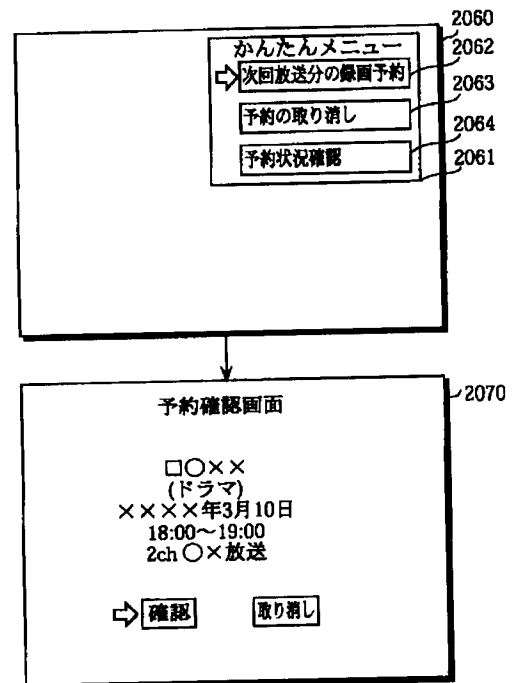 2060
かんたんメニュー
2062
⇨次回放送分の録画予約
2063
予約の取り消し
2064
予約状況確認
2061
予約確認画面
2070
□○××
(ドラマ)
××××年3月10日
18:00～19:00
2ch ○×放送
⇨確認 取り消し